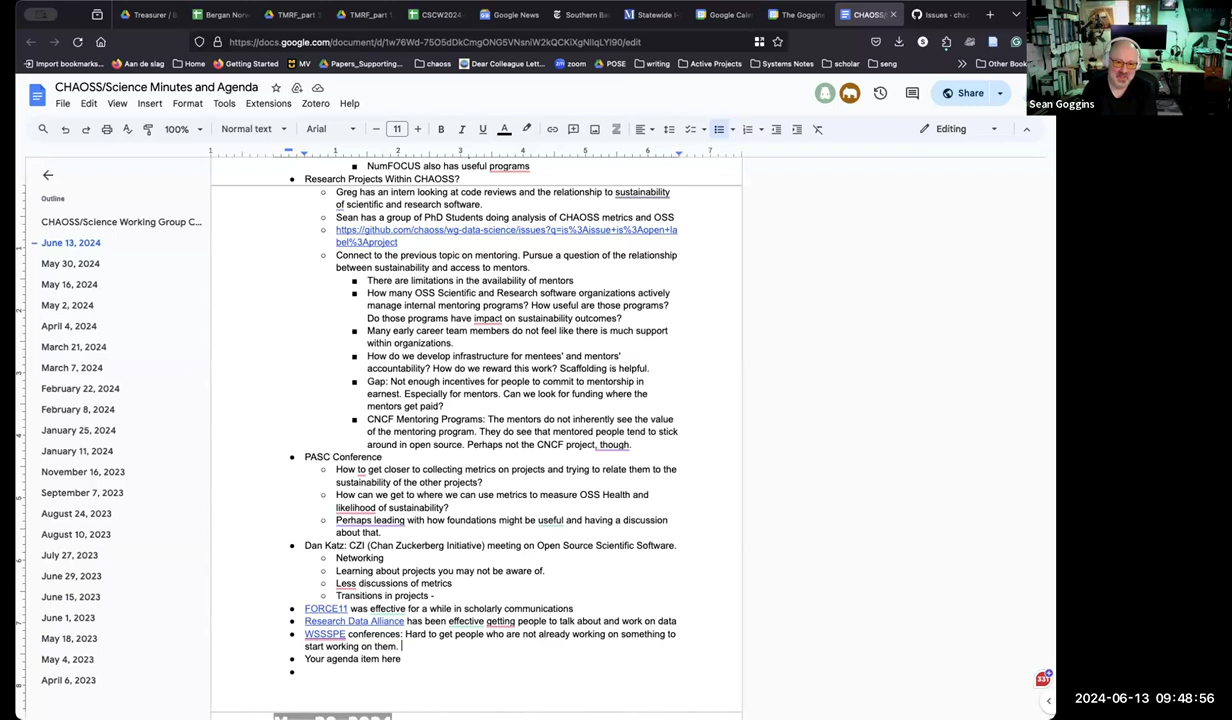 Treasurer / B
Bergan Norw
TMRF_part 3
TMRF_part 1
CSCW2024-
Google News
Southern Ba
Statewide I-
Google Caler
The Goggins
CHAOSS/
Issues · chao
https://docs.google.com/document/d/1w76Wd-75O5dDkCmgONG5VNsniW2kQCKiXgNlIqLYl90/edit
Import bookmarks...
Aan de slag
Home
Getting Started
MV
Papers_Supporting...
chaoss
Dear Colleague Let...
zoom
POSE
writing
Active Projects
Systems Notes
scholar
seng
Other Book
Sean Goggins
CHAOSS/Science Minutes and Agenda
File Edit View Insert Format Tools Extensions Zotero Help
Share
100%
Normal text
Arial
11
B I U A
Editing
1 1 2 3 4 5 6 7
Outline
CHAOSS/Science Working Group C...
June 13, 2024
May 30, 2024
May 16, 2024
May 2, 2024
April 4, 2024
March 21, 2024
March 7, 2024
February 22, 2024
February 8, 2024
January 25, 2024
January 11, 2024
November 16, 2023
September 7, 2023
August 24, 2023
August 10, 2023
July 27, 2023
June 29, 2023
June 15, 2023
June 1, 2023
May 18, 2023
May 4, 2023
April 6, 2023
■ NumFOCUS also has useful programs
● Research Projects Within CHAOSS?
○ Greg has an intern looking at code reviews and the relationship to sustainability
of scientific and research software.
○ Sean has a group of PhD Students doing analysis of CHAOSS metrics and OSS
○ https://github.com/chaoss/wg-data-science/issues?q=is%3Aissue+is%3Aopen+la
bel%3Aproject
○ Connect to the previous topic on mentoring. Pursue a question of the relationship
between sustainability and access to mentors.
■ There are limitations in the availability of mentors
■ How many OSS Scientific and Research software organizations actively
manage internal mentoring programs? How useful are those programs?
Do those programs have impact on sustainability outcomes?
■ Many early career team members do not feel like there is much support
within organizations.
■ How do we develop infrastructure for mentees' and mentors'
accountability? How do we reward this work? Scaffolding is helpful.
■ Gap: Not enough incentives for people to commit to mentorship in
earnest. Especially for mentors. Can we look for funding where the
mentors get paid?
■ CNCF Mentoring Programs: The mentors do not inherently see the value
of the mentoring program. They do see that mentored people tend to stick
around in open source. Perhaps not the CNCF project, though.
● PASC Conference
○ How to get closer to collecting metrics on projects and trying to relate them to the
sustainability of the other projects?
○ How can we get to where we can use metrics to measure OSS Health and
likelihood of sustainability?
○ Perhaps leading with how foundations might be useful and having a discussion
about that.
● Dan Katz: CZI (Chan Zuckerberg Initiative) meeting on Open Source Scientific Software.
○ Networking
○ Learning about projects you may not be aware of.
○ Less discussions of metrics
○ Transitions in projects -
● FORCE11 was effective for a while in scholarly communications
● Research Data Alliance has been effective getting people to talk about and work on data
● WSSSPE conferences: Hard to get people who are not already working on something to
start working on them.
● Your agenda item here
●
May 30, 2024
331
2024-06-13 09:48:56